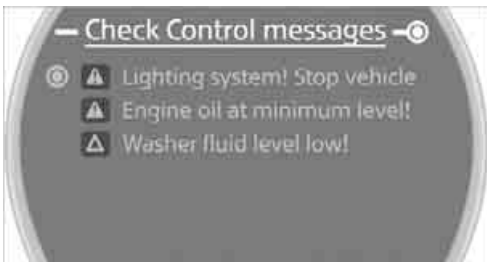 Check Control messages
Lighting system! Stop vehicle
Engine oil at minimum level!
Washer fluid level low!